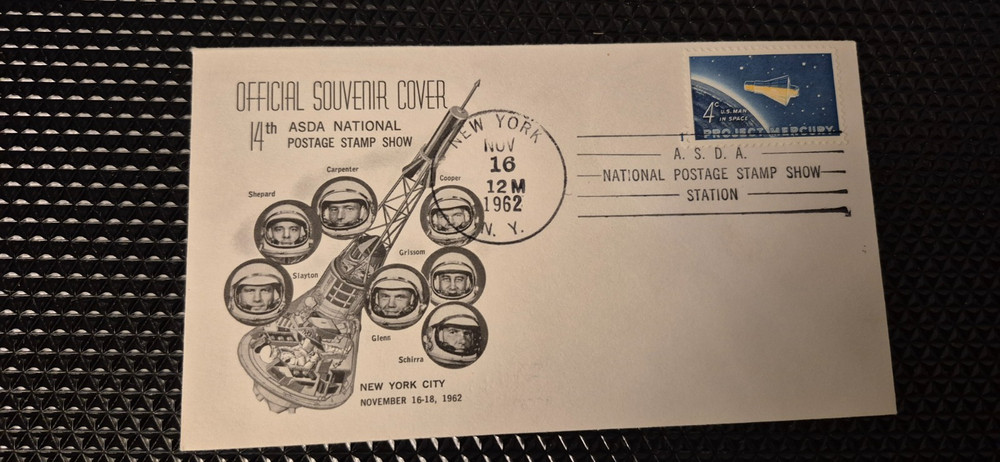 OFFICIAL SOUVENIR COVER
14th ASDA NATIONAL
POSTAGE STAMP SHOW
Carpenter
Shepard
Cooper
Slayton
Grissom
Glenn
Schirra
NEW YORK CITY
NOVEMBER 16-18, 1962
NEW YORK
NOV
16
12 M
1962
N. Y.
4c U.S. MAN
IN SPACE
PROJECT MERCURY
A. S. D. A.
NATIONAL POSTAGE STAMP SHOW
STATION